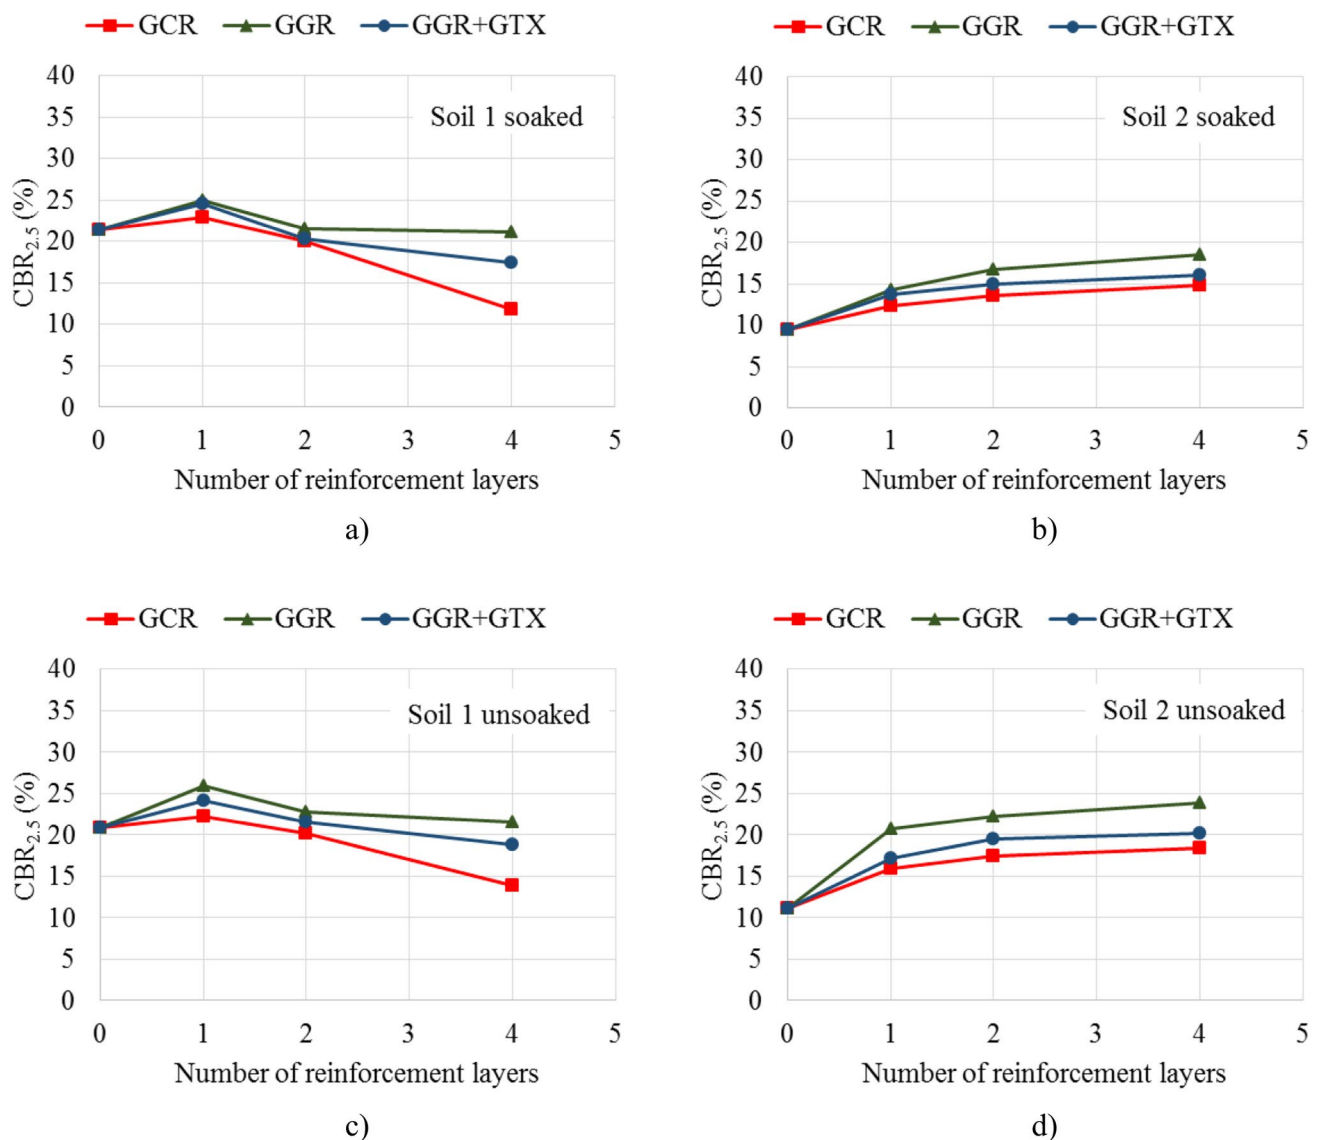 GCR GGR GGR+GTX
40
35
30
25
20
15
10
5
0
CBR2.5 (%)
Soil 1 soaked
0 1 2 3 4 5
Number of reinforcement layers
a)
GCR GGR GGR+GTX
40
35
30
25
20
15
10
5
0
CBR2.5 (%)
Soil 2 soaked
0 1 2 3 4 5
Number of reinforcement layers
b)
GCR GGR GGR+GTX
40
35
30
25
20
15
10
5
0
CBR2.5 (%)
Soil 1 unsoaked
0 1 2 3 4 5
Number of reinforcement layers
c)
GCR GGR GGR+GTX
40
35
30
25
20
15
10
5
0
CBR2.5 (%)
Soil 2 unsoaked
0 1 2 3 4 5
Number of reinforcement layers
d)